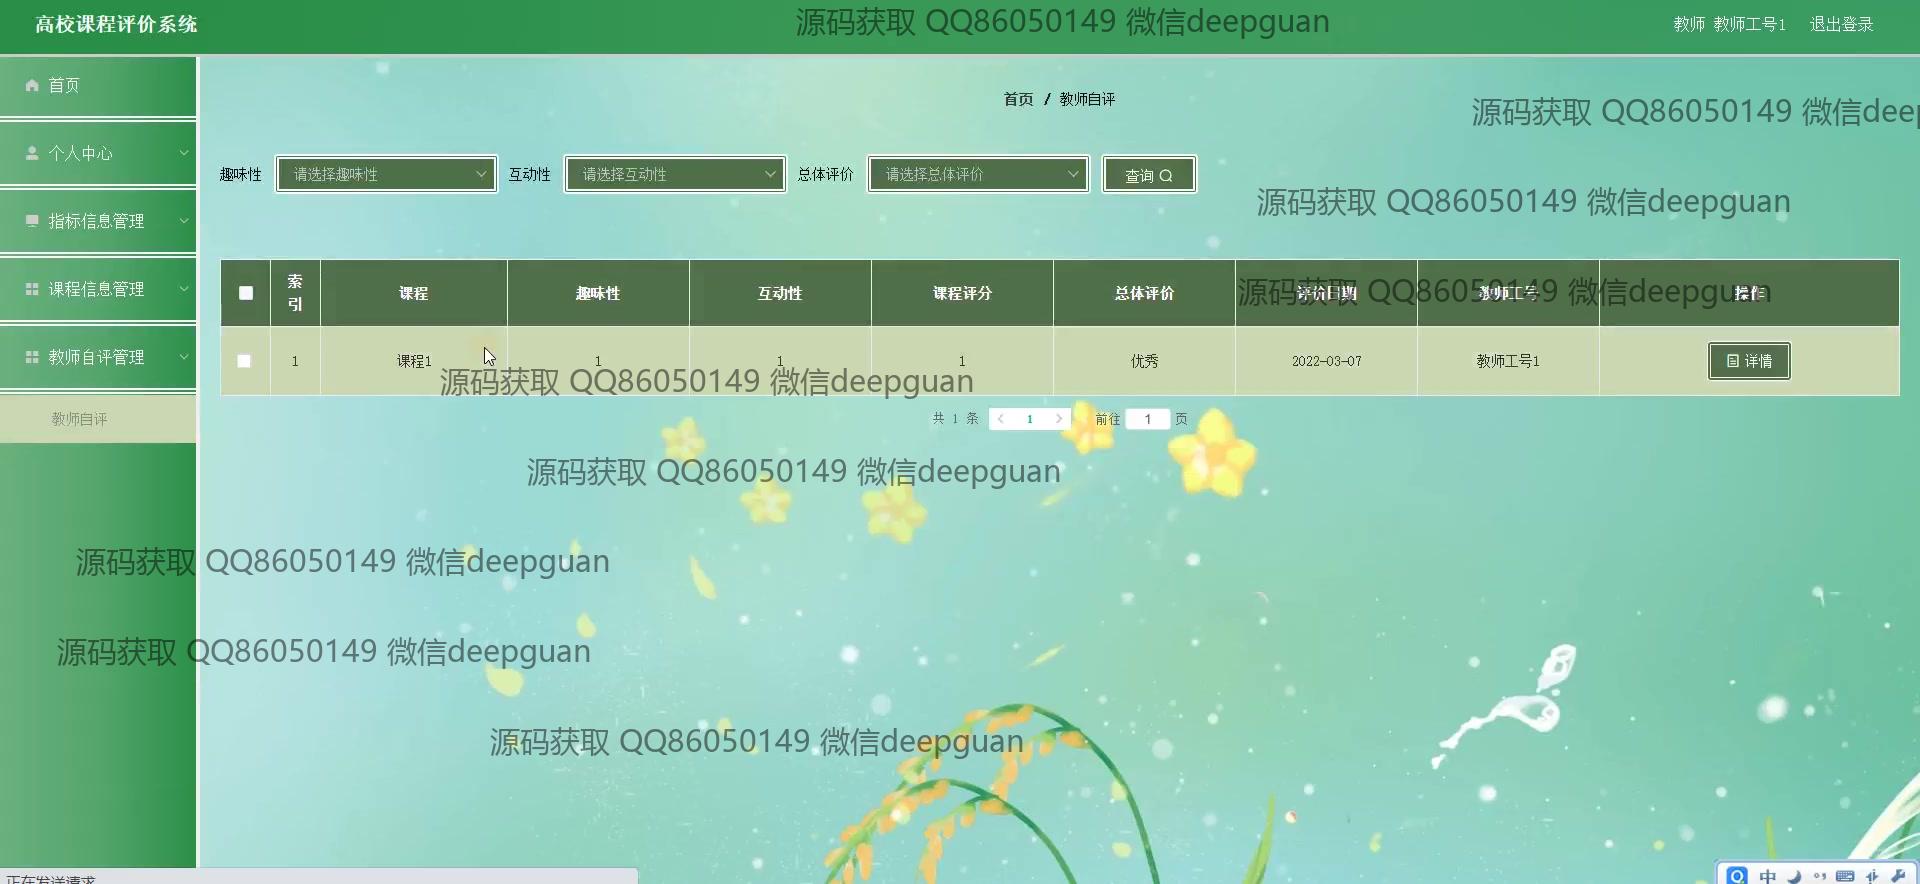 高校课程评价系统
源码获取 QQ86050149 微信deepguan
教师 教师工号1 退出登录
首页
首页 / 教师自评
源码获取 QQ86050149 微信deep
个人中心
趣味性 请选择趣味性 互动性 请选择互动性 总体评价 请选择总体评价 查询
源码获取 QQ86050149 微信deepguan
指标信息管理
课程信息管理
索引 课程 趣味性 互动性 课程评分 总体评价 评价日期 教师工号 操作
源码获取 QQ86050149 微信deepguan
教师自评管理
1 课程1 1 1 1 优秀 2022-03-07 教师工号1 详情
源码获取 QQ86050149 微信deepguan
教师自评
共 1 条 1 前往 1 页
源码获取 QQ86050149 微信deepguan
源码获取 QQ86050149 微信deepguan
源码获取 QQ86050149 微信deepguan
源码获取 QQ86050149 微信deepguan
正在发送请求
中